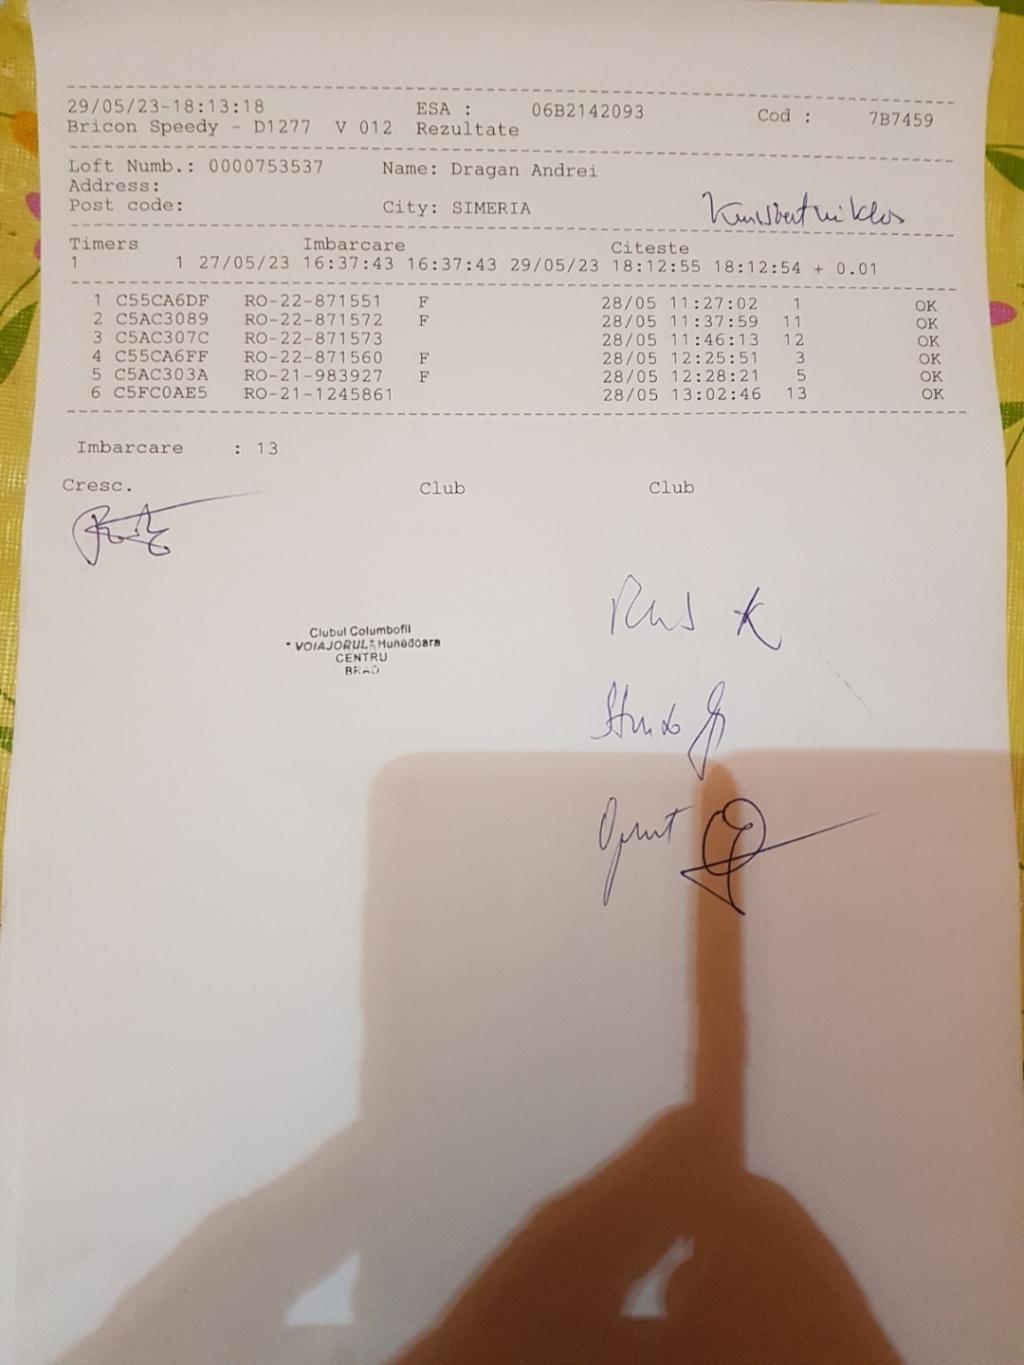 29/05/23-18:13:18 ESA : 06B2142093 Cod : 7B7459
Bricon Speedy - D1277 V 012 Rezultate
Loft Numb.: 0000753537 Name: Dragan Andrei
Address:
Post code: City: SIMERIA
Timers Imbarcare Citeste
1 1 27/05/23 16:37:43 16:37:43 29/05/23 18:12:55 18:12:54 + 0.01
1 C55CA6DF RO-22-871551 F 28/05 11:27:02 1 OK
2 C5AC3089 RO-22-871572 F 28/05 11:37:59 11 OK
3 C5AC307C RO-22-871573 28/05 11:46:13 12 OK
4 C55CA6FF RO-22-871560 F 28/05 12:25:51 3 OK
5 C5AC303A RO-21-983927 F 28/05 12:28:21 5 OK
6 C5FC0AE5 RO-21-1245861 28/05 13:02:46 13 OK
Imbarcare : 13
Cresc. Club Club
Clubul Columbofil
"VOIAJORUL" Hunedoara
CENTRU
BRAD